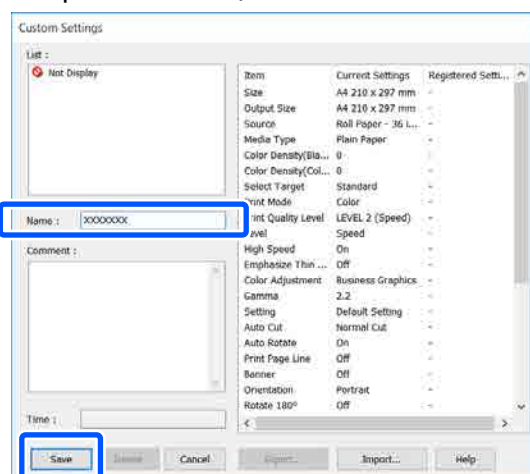 Custom Settings
List :
Not Display
Item Current Settings Registered Setti...
Size A4 210 x 297 mm -
Output Size A4 210 x 297 mm -
Source Roll Paper - 36 i... -
Media Type Plain Paper -
Color Density(Bla... 0 -
Color Density(Col... 0 -
Select Target Standard -
Print Mode Color -
Print Quality Level LEVEL 2 (Speed) -
Level Speed -
High Speed On -
Emphasize Thin ... Off -
Color Adjustment Business Graphics -
Gamma 2.2 -
Setting Default Setting -
Auto Cut Normal Cut -
Auto Rotate On -
Print Page Line Off -
Banner Off -
Orientation Portrait -
Rotate 180° Off -
Name : XXXXXXX
Comment :
Time :
Save Delete Cancel Export... Import... Help